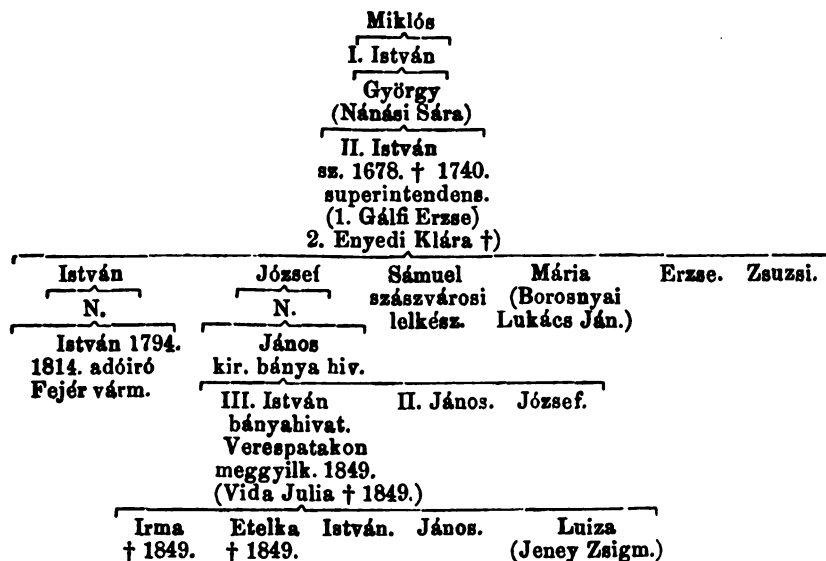 Miklós
I. István
György
(Nánási Sára)
II. István
sz. 1678. † 1740.
superintendens.
(1. Gálfi Erzse)
2. Enyedi Klára †)
István József Sámuel Mária Erzse. Zsuzsi.
szászvárosi (Borosnyai
N. N. lelkész. Lukács Ján.)
István 1794. János
1814. adóiró kir. bánya hiv.
Fejér várm.
III. István II. János. József.
bányahivat.
Verespatakon
meggyilk. 1849.
(Vida Julia † 1849.)
Irma Etelka István. János. Luiza
† 1849. † 1849. (Jeney Zsigm.)